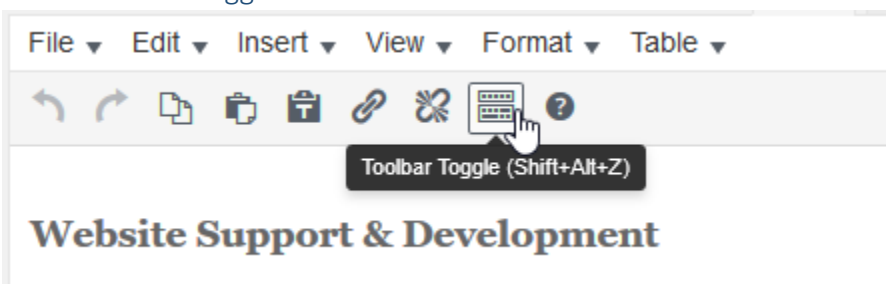 File Edit Insert View Format Table
Toolbar Toggle (Shift+Alt+Z)
Website Support & Development